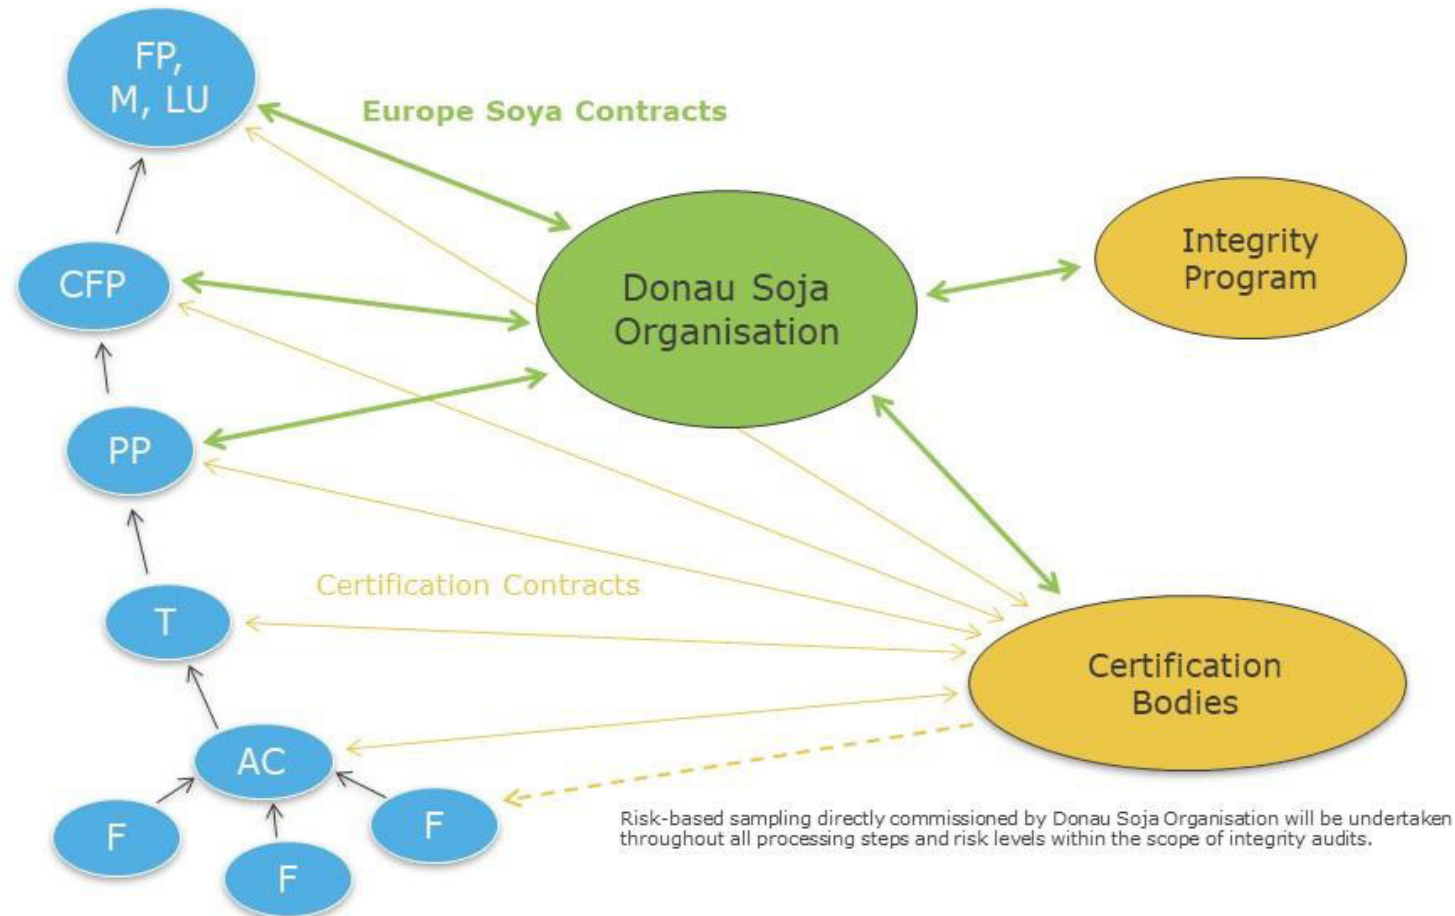 FP,
M, LU
Europe Soya Contracts
Integrity
Program
CFP
Donau Soja
Organisation
PP
Certification Contracts
T
Certification
Bodies
AC
F
F
F
Risk-based sampling directly commissioned by Donau Soja Organisation will be undertaken
throughout all processing steps and risk levels within the scope of integrity audits.